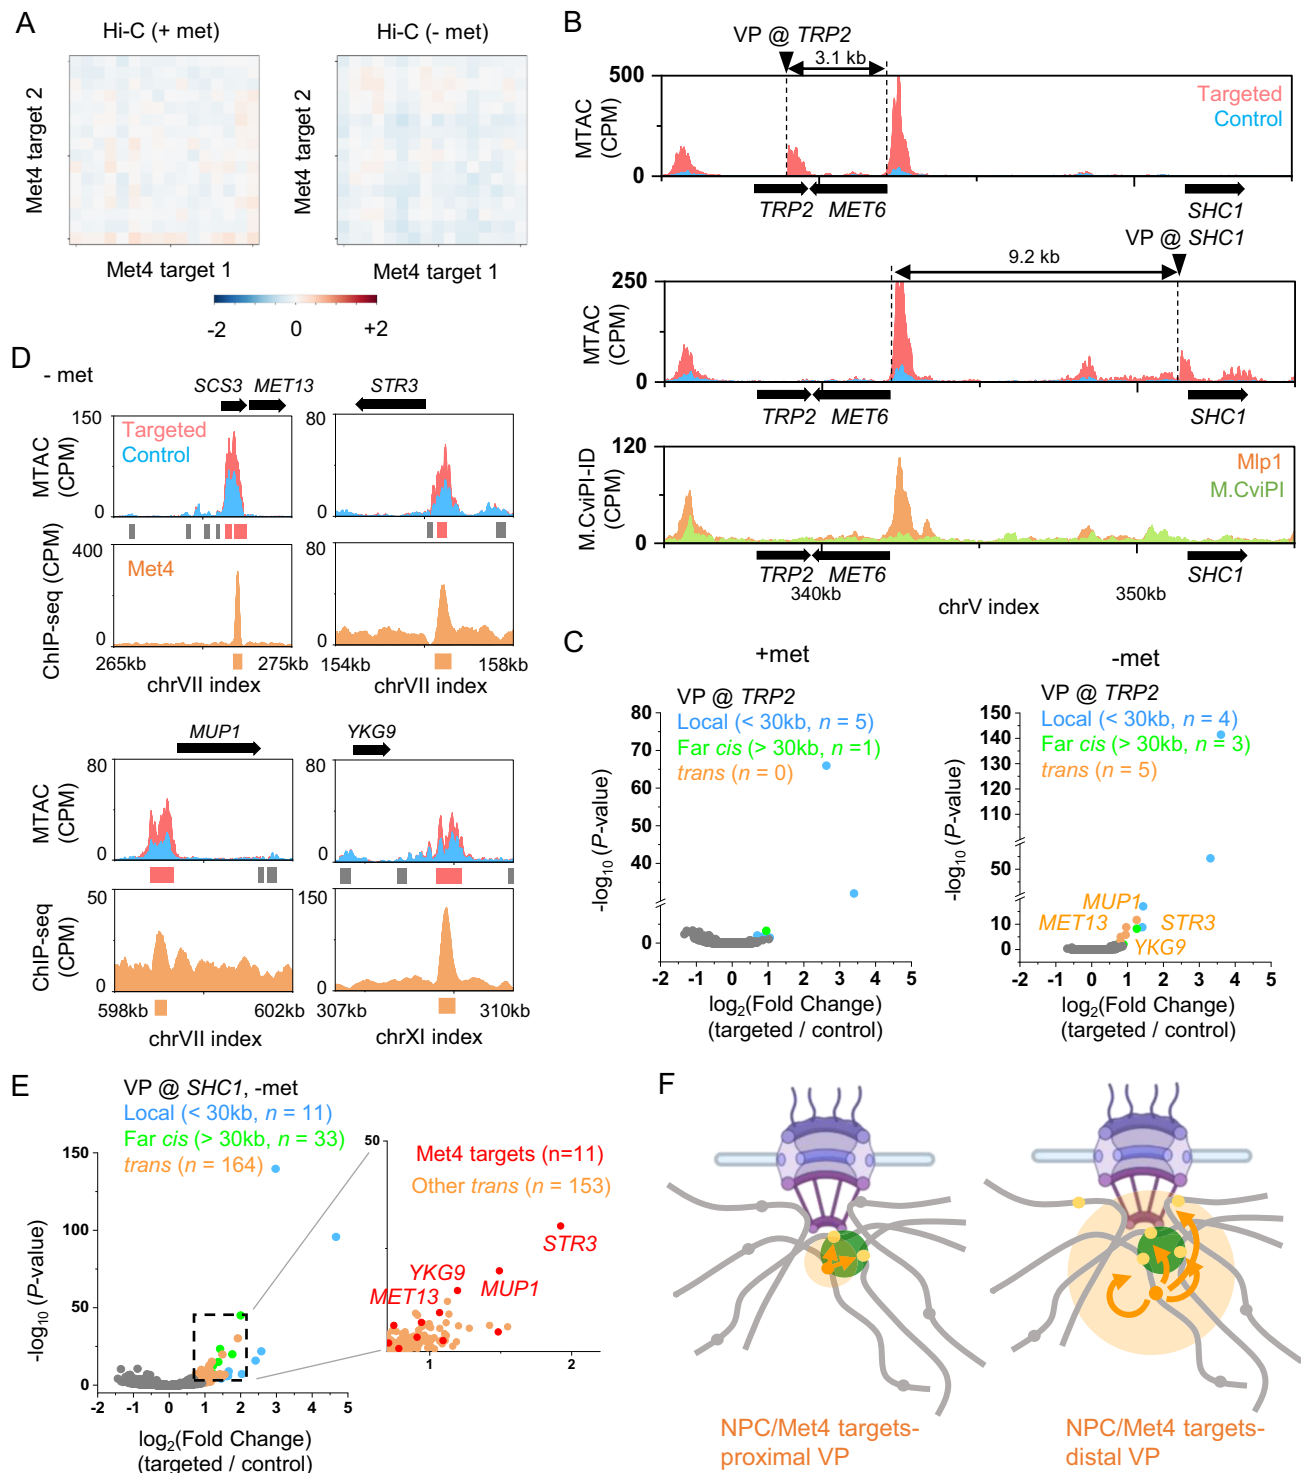 A
Hi-C (+ met)
Hi-C (- met)
Met4 target 2
Met4 target 2
Met4 target 1
Met4 target 1
-2
0
+2
B
VP @ TRP2
3.1 kb
500
0
MTAC
(CPM)
Targeted
Control
TRP2
MET6
SHC1
VP @ SHC1
9.2 kb
250
0
MTAC
(CPM)
TRP2
MET6
SHC1
120
0
M.CviPI-ID
(CPM)
Mlp1
M.CviPI
TRP2
MET6
SHC1
340kb
350kb
chrV index
C
+met
-met
VP @ TRP2
Local (< 30kb, n = 5)
Far cis (> 30kb, n =1)
trans (n = 0)
80
70
60
50
40
30
0
-log10 (P-value)
-2 -1 0 1 2 3 4 5
log2(Fold Change)
(targeted / control)
VP @ TRP2
Local (< 30kb, n = 4)
Far cis (> 30kb, n = 3)
trans (n = 5)
150
140
130
120
110
50
10
0
-log10 (P-value)
MUP1
MET13
STR3
YKG9
-2 -1 0 1 2 3 4 5
log2(Fold Change)
(targeted / control)
D
- met
SCS3
MET13
STR3
150
0
MTAC
(CPM)
Targeted
Control
80
0
400
0
ChIP-seq (CPM)
Met4
80
0
265kb
275kb
chrVII index
154kb
158kb
chrVII index
MUP1
YKG9
80
0
MTAC
(CPM)
80
0
50
0
ChIP-seq
(CPM)
150
0
598kb
602kb
chrVII index
307kb
310kb
chrXI index
E
VP @ SHC1, -met
Local (< 30kb, n = 11)
Far cis (> 30kb, n = 33)
trans (n = 164)
150
100
50
0
-log10 (P-value)
-2 -1 0 1 2 3 4 5
log2(Fold Change)
(targeted / control)
50
Met4 targets (n=11)
Other trans (n = 153)
STR3
YKG9
MUP1
MET13
1
2
F
NPC/Met4 targets-
proximal VP
NPC/Met4 targets-
distal VP